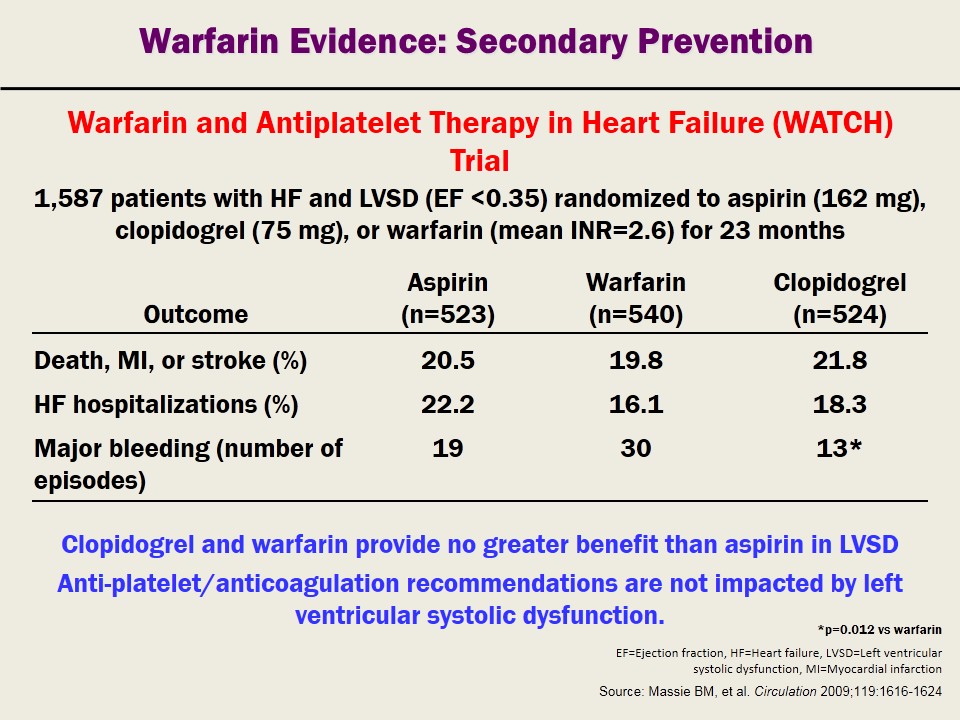 Warfarin Evidence: Secondary Prevention
Warfarin and Antiplatelet Therapy in Heart Failure (WATCH)
Trial
1,587 patients with HF and LVSD (EF <0.35) randomized to aspirin (162 mg),
clopidogrel (75 mg), or warfarin (mean INR=2.6) for 23 months
Outcome Aspirin (n=523) Warfarin (n=540) Clopidogrel (n=524)
Death, MI, or stroke (%) 20.5 19.8 21.8
HF hospitalizations (%) 22.2 16.1 18.3
Major bleeding (number of 19 30 13*
episodes)
Clopidogrel and warfarin provide no greater benefit than aspirin in LVSD
Anti-platelet/anticoagulation recommendations are not impacted by left
ventricular systolic dysfunction.
*p=0.012 vs warfarin
EF=Ejection fraction, HF=Heart failure, LVSD=Left ventricular
systolic dysfunction, MI=Myocardial infarction
Source: Massie BM, et al. Circulation 2009;119:1616-1624